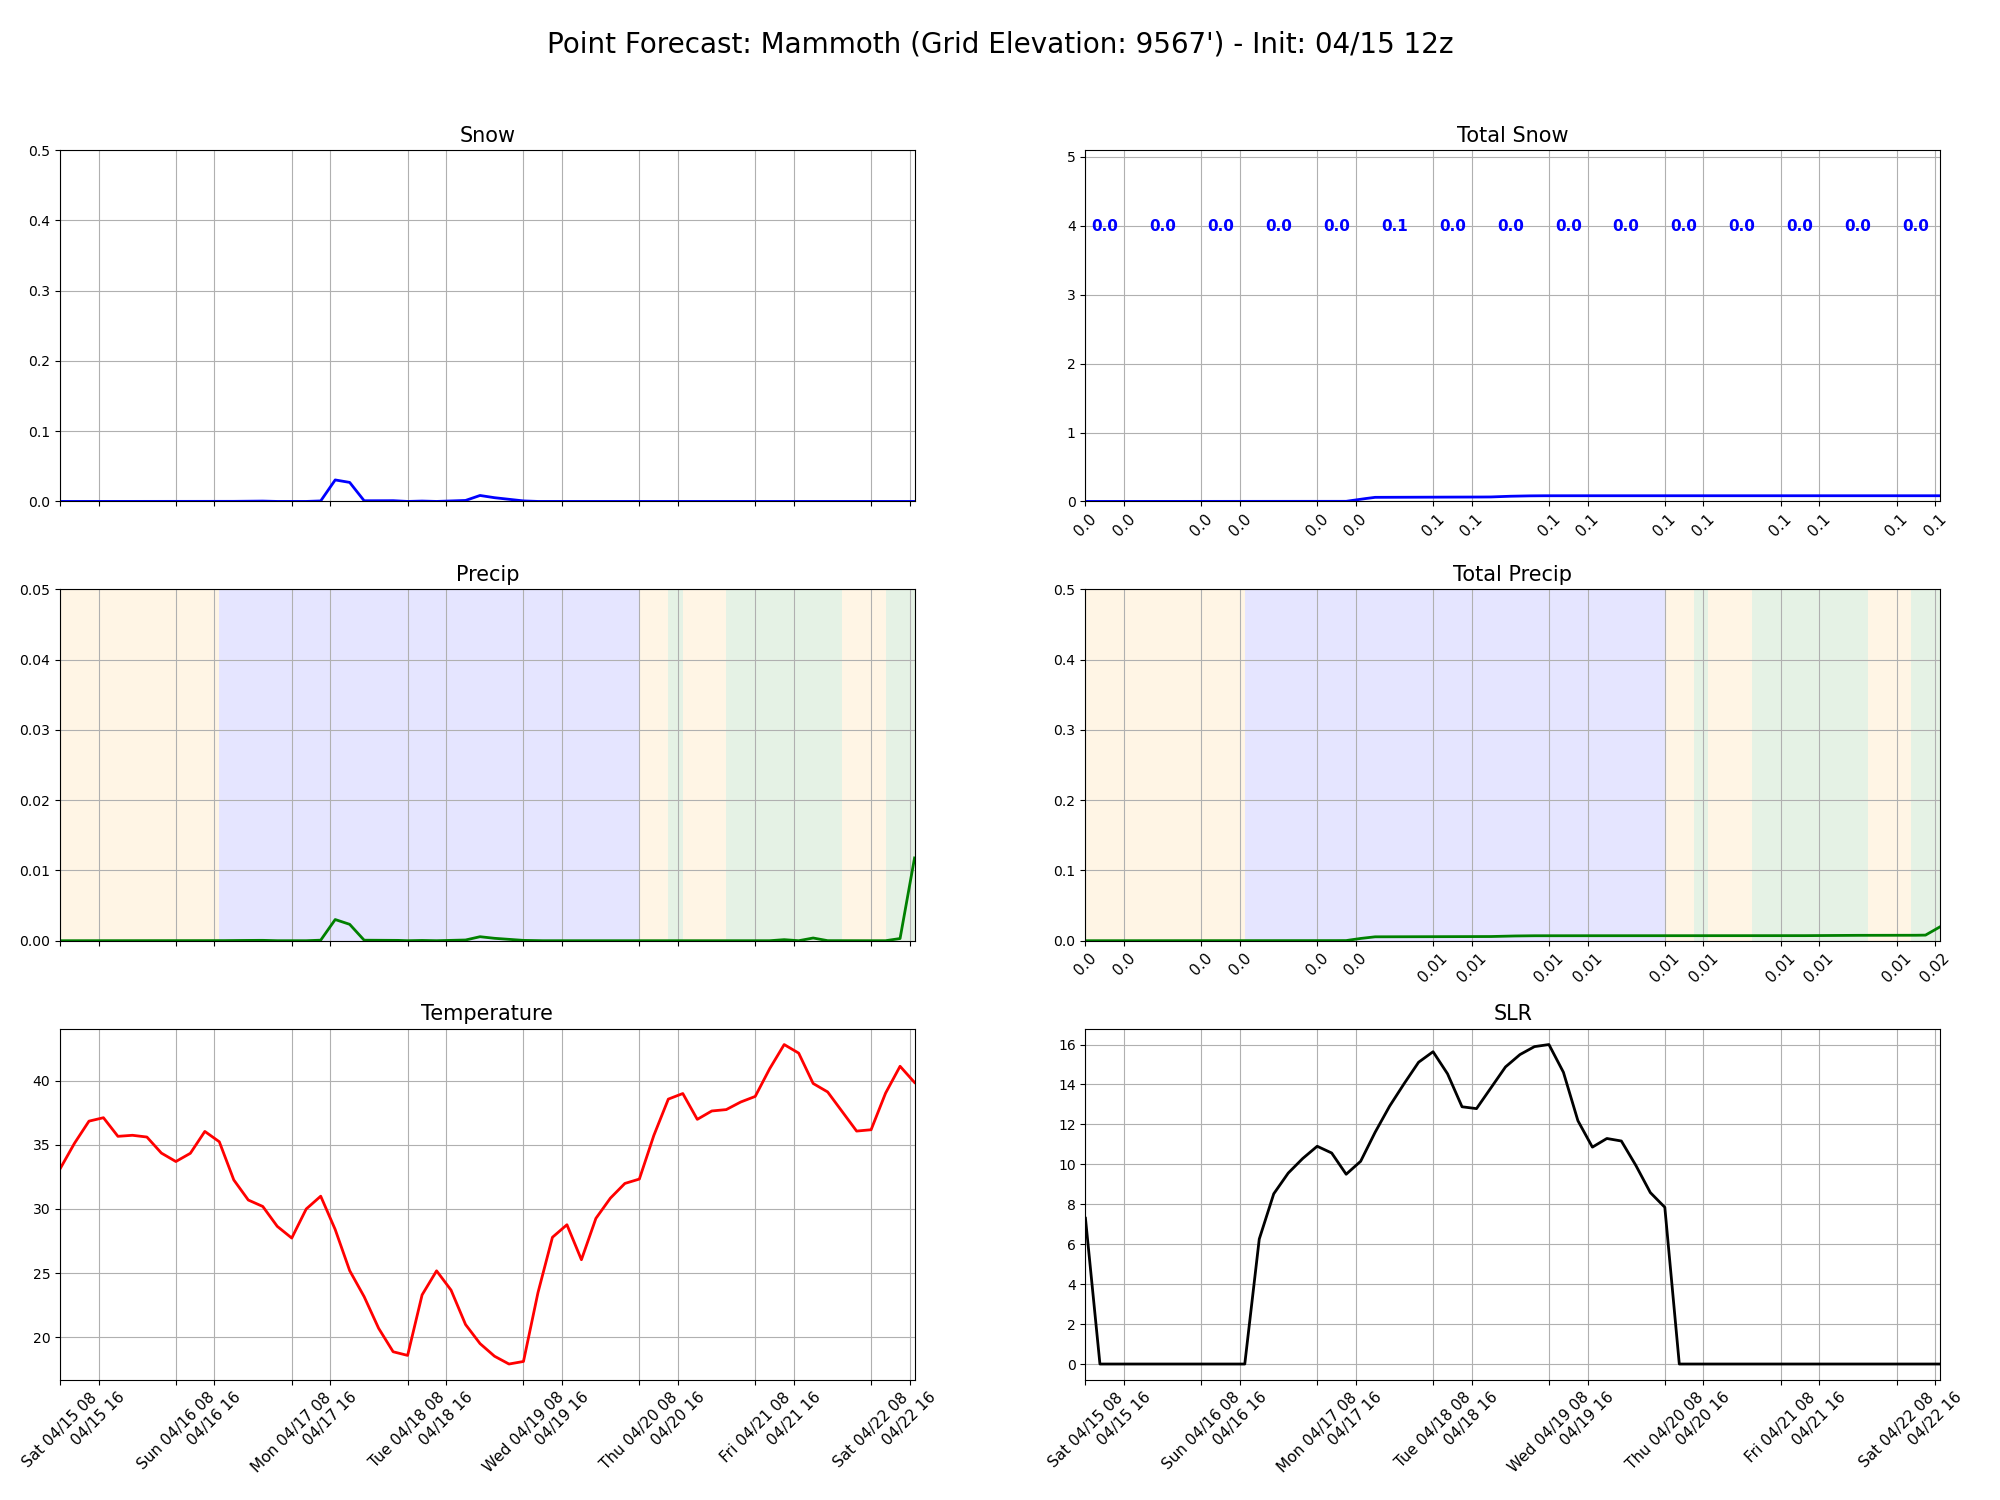 Point Forecast: Mammoth (Grid Elevation: 9567') - Init: 04/15 12z
Snow
0.5
0.4
0.3
0.2
0.1
0.0
Total Snow
5
4
3
2
1
0
0.0 0.0 0.0 0.0 0.0 0.1 0.0 0.0 0.0 0.0 0.0 0.0 0.0 0.0 0.0
0.0 0.0 0.0 0.0 0.0 0.0 0.1 0.1 0.1 0.1 0.1 0.1 0.1 0.1 0.1 0.1
Precip
0.05
0.04
0.03
0.02
0.01
0.00
Total Precip
0.5
0.4
0.3
0.2
0.1
0.0
0.0 0.0 0.0 0.0 0.0 0.0 0.01 0.01 0.01 0.01 0.01 0.01 0.01 0.01 0.01 0.02
Temperature
40
35
30
25
20
Sat 04/15 08
04/15 16
Sun 04/16 08
04/16 16
Mon 04/17 08
04/17 16
Tue 04/18 08
04/18 16
Wed 04/19 08
04/19 16
Thu 04/20 08
04/20 16
Fri 04/21 08
04/21 16
Sat 04/22 08
04/22 16
SLR
16
14
12
10
8
6
4
2
0
Sat 04/15 08
04/15 16
Sun 04/16 08
04/16 16
Mon 04/17 08
04/17 16
Tue 04/18 08
04/18 16
Wed 04/19 08
04/19 16
Thu 04/20 08
04/20 16
Fri 04/21 08
04/21 16
Sat 04/22 08
04/22 16